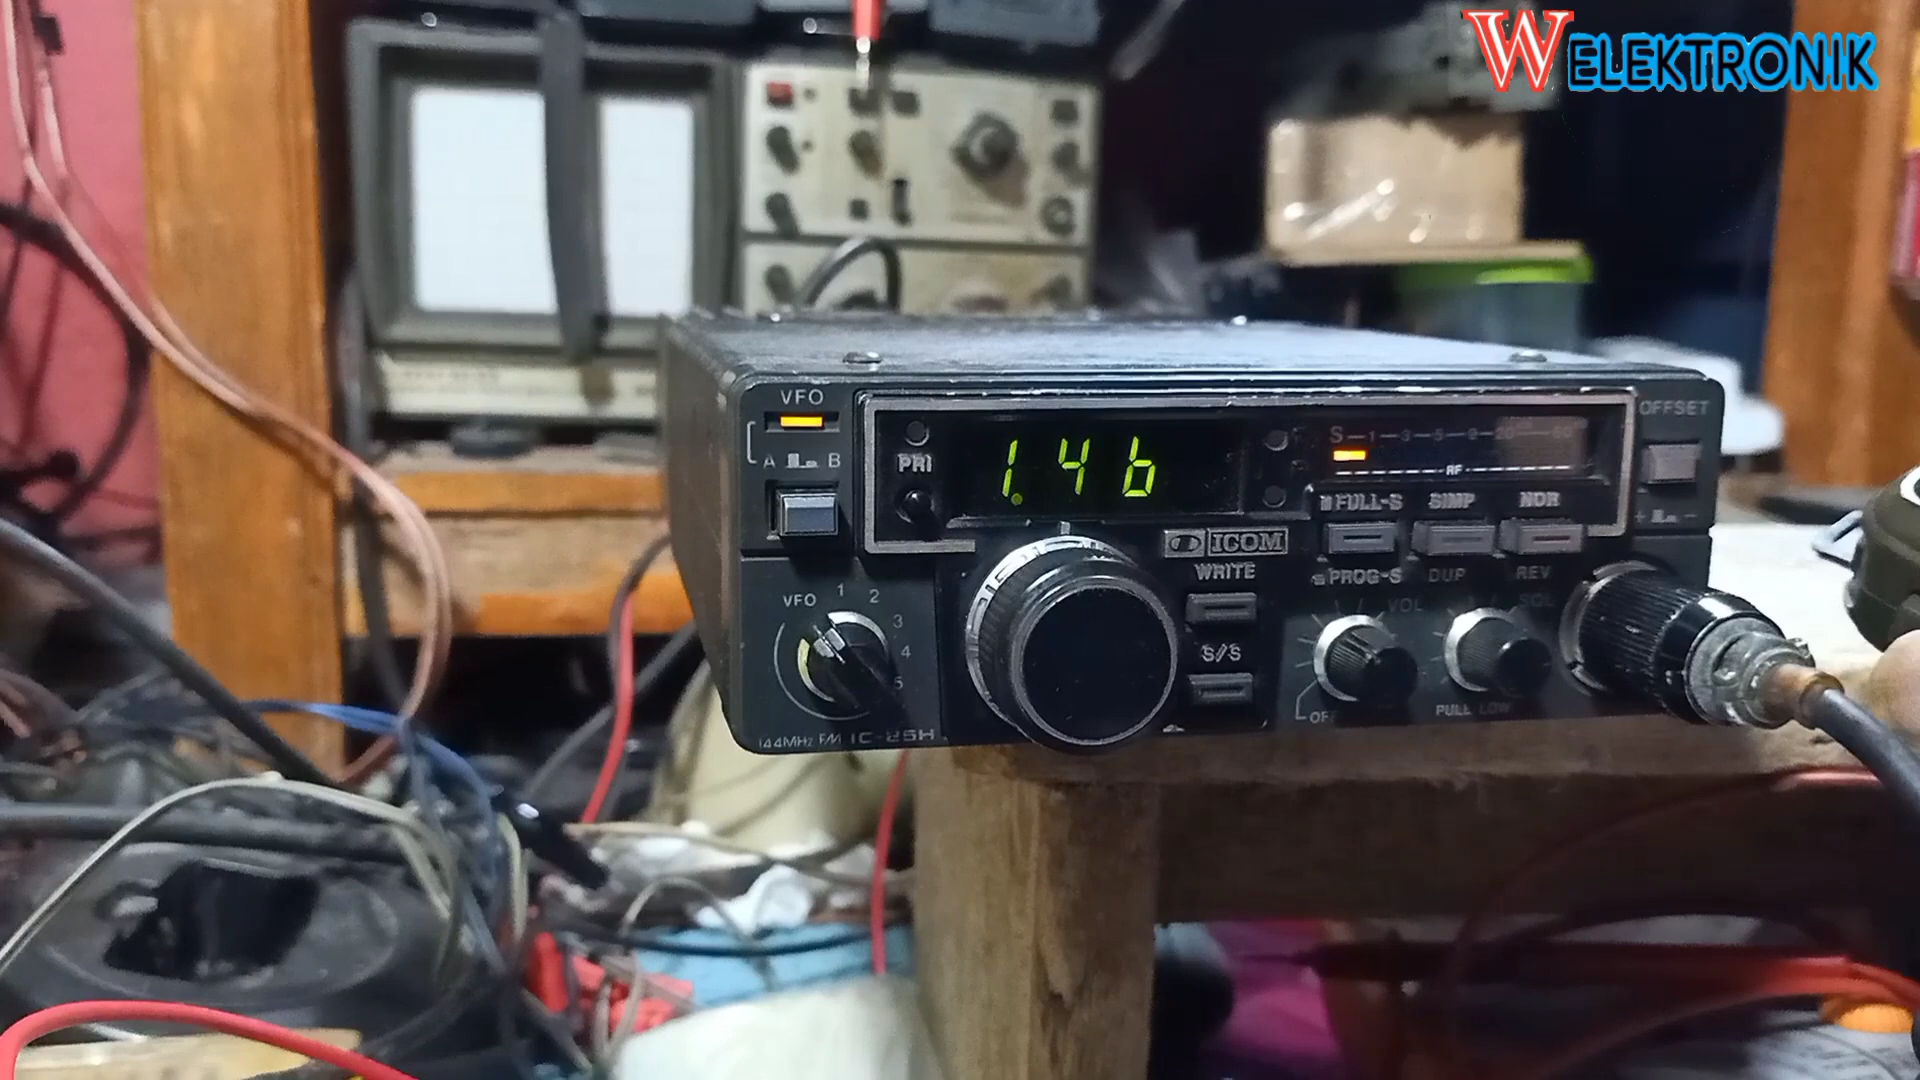 WELEKTRONIK
VFO
A B
PRI
1.46
S 1 3 5 9 20 60
RF
OFFSET
+ -
FULL-S SIMP NOR
ICOM
PROG-S DUP REV
WRITE
VFO 1 2 3 4 5
S/S
VOL SQL
OFF
PULL LOW
144MHz FM IC-25H